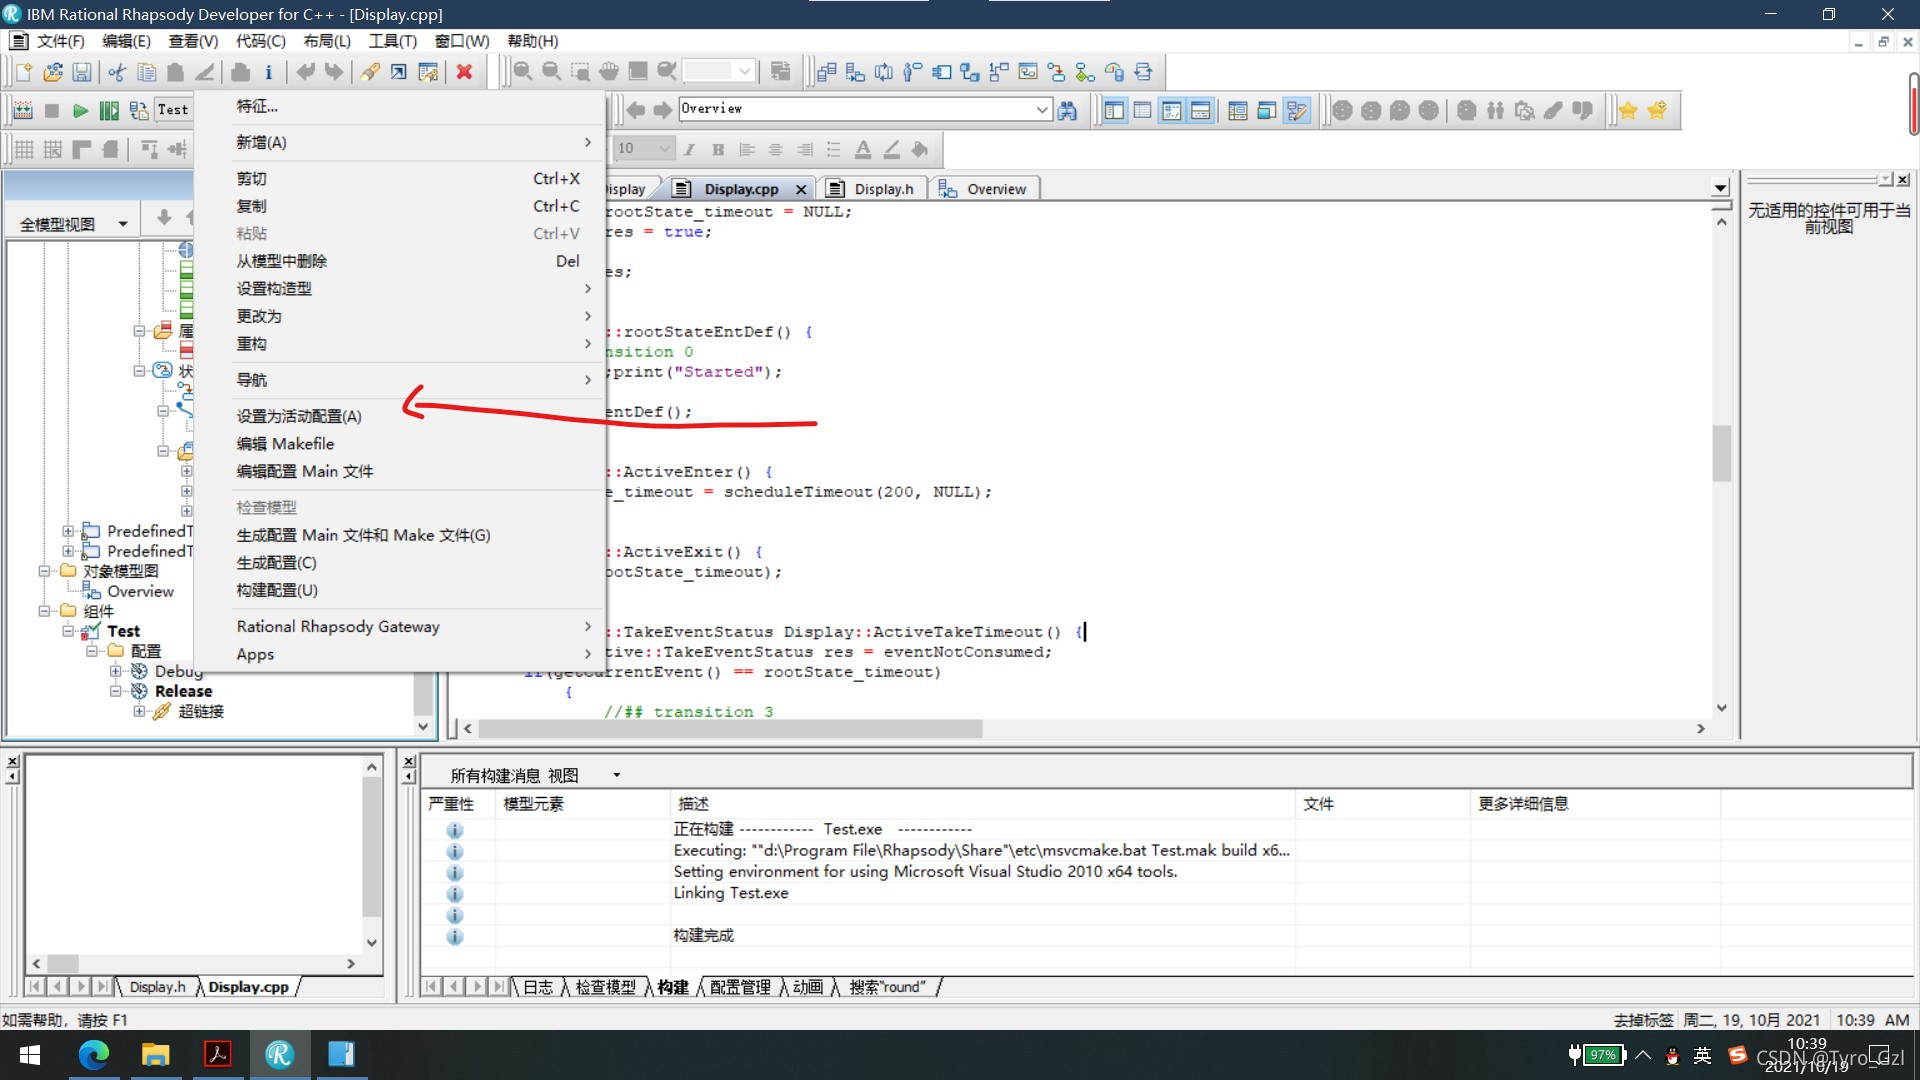 IBM Rational Rhapsody Developer for C++ - [Display.cpp]
文件(F) 编辑(E) 查看(V) 代码(C) 布局(L) 工具(T) 窗口(W) 帮助(H)
Test
Overview
10
特征...
新增(A)
剪切 Ctrl+X
复制 Ctrl+C
粘贴 Ctrl+V
从模型中删除 Del
设置构造型
更改为
重构
导航
设置为活动配置(A)
编辑 Makefile
编辑配置 Main 文件
检查模型
生成配置 Main 文件和 Make 文件(G)
生成配置(C)
构建配置(U)
Rational Rhapsody Gateway
Apps
全模型视图
属
状
PredefinedT
PredefinedT
对象模型图
Overview
组件
Test
配置
Debug
Release
超链接
isplay Display.cpp Display.h Overview
rootState_timeout = NULL;
res = true;
es;
::rootStateEntDef() {
nsition 0
;print("Started");
entDef();
::ActiveEnter() {
e_timeout = scheduleTimeout(200, NULL);
::ActiveExit() {
ootState_timeout);
::TakeEventStatus Display::ActiveTakeTimeout() {
tive::TakeEventStatus res = eventNotConsumed;
if(getCurrentEvent() == rootState_timeout)
{
//## transition 3
无适用的控件可用于当
前视图
Display.h Display.cpp
所有构建消息 视图
严重性 模型元素 描述 文件 更多详细信息
正在构建 ------------ Test.exe ------------
Executing: ""d:\Program File\Rhapsody\Share"\etc\msvcmake.bat Test.mak build x6...
Setting environment for using Microsoft Visual Studio 2010 x64 tools.
Linking Test.exe
构建完成
日志 检查模型 构建 配置管理 动画 搜索"round"
如需帮助，请按 F1
去掉标签 周二, 19, 10月 2021 10:39 AM
97%
英
10:39
2021/10/19
CSDN @Tyro_Gzl